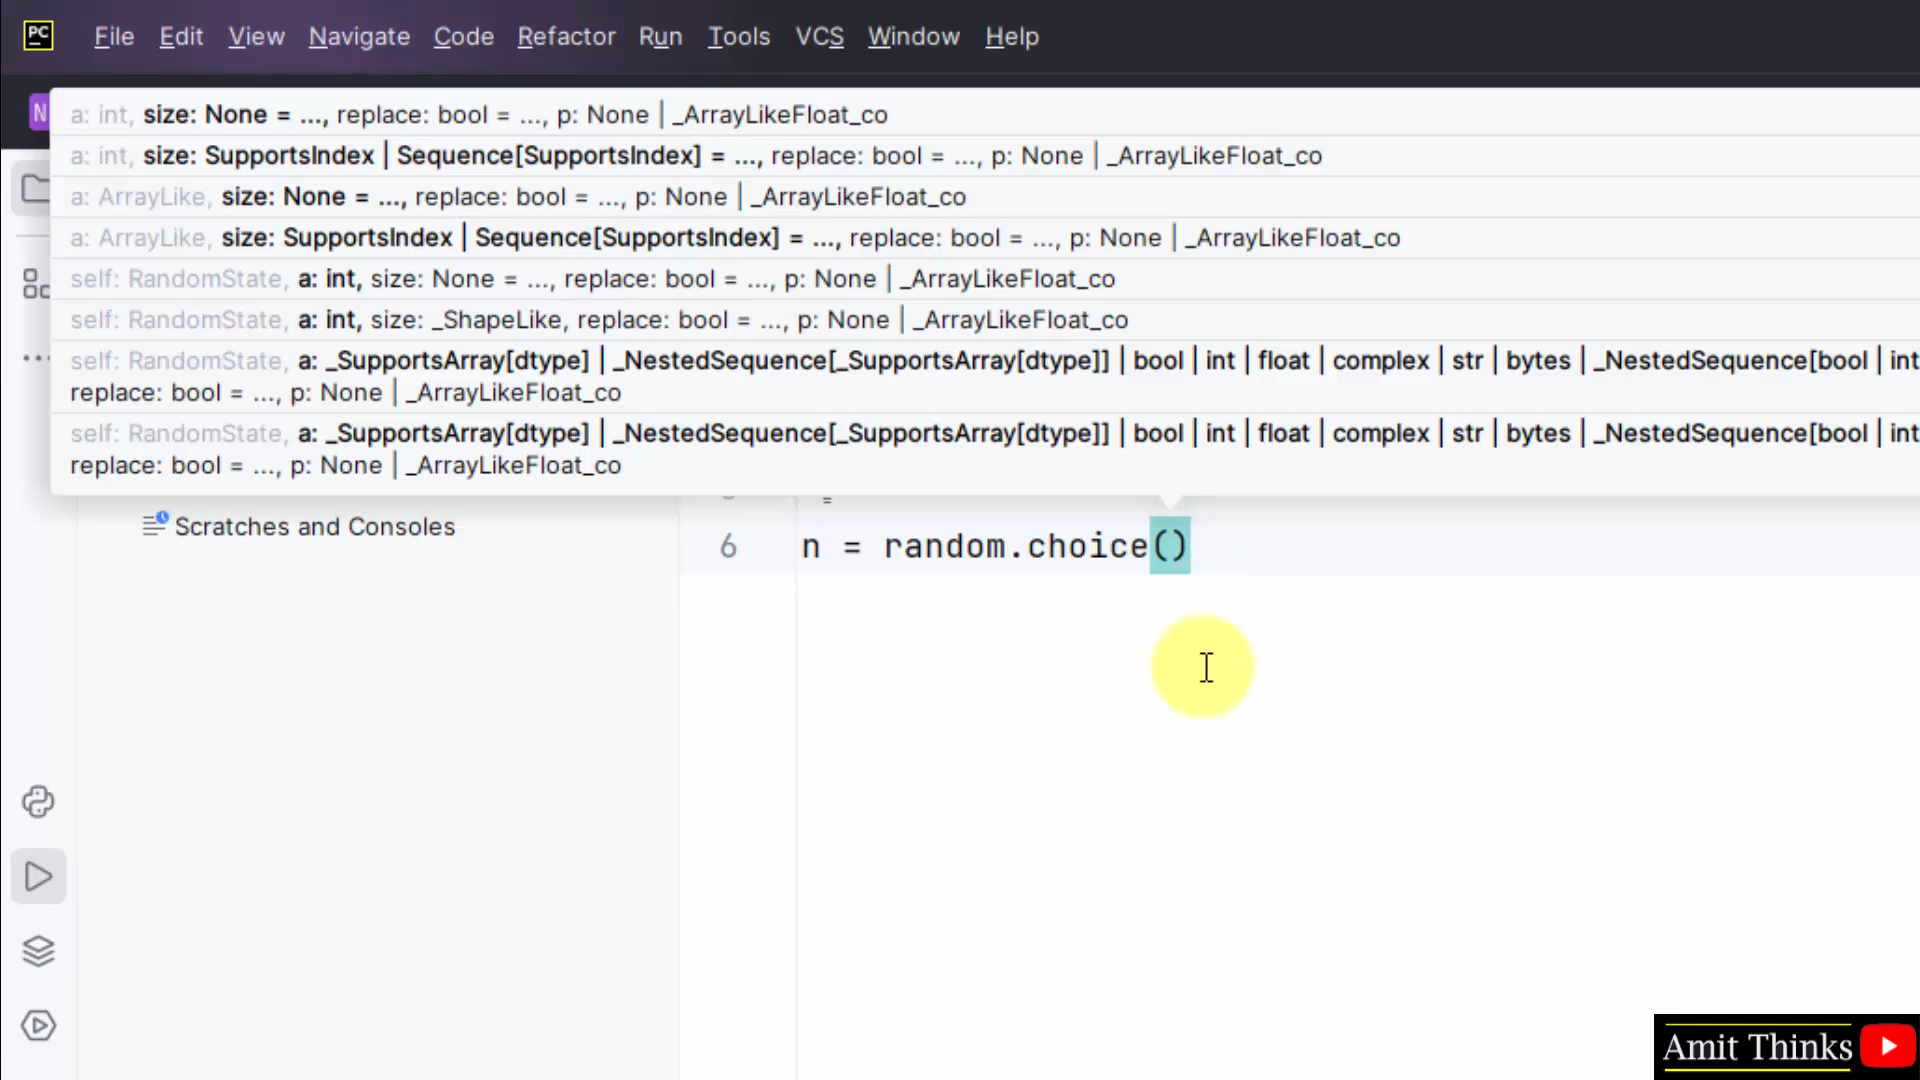 PC
File Edit View Navigate Code Refactor Run Tools VCS Window Help
N
a: int, size: None = ..., replace: bool = ..., p: None | _ArrayLikeFloat_co
a: int, size: SupportsIndex | Sequence[SupportsIndex] = ..., replace: bool = ..., p: None | _ArrayLikeFloat_co
a: ArrayLike, size: None = ..., replace: bool = ..., p: None | _ArrayLikeFloat_co
a: ArrayLike, size: SupportsIndex | Sequence[SupportsIndex] = ..., replace: bool = ..., p: None | _ArrayLikeFloat_co
self: RandomState, a: int, size: None = ..., replace: bool = ..., p: None | _ArrayLikeFloat_co
self: RandomState, a: int, size: _ShapeLike, replace: bool = ..., p: None | _ArrayLikeFloat_co
self: RandomState, a: _SupportsArray[dtype] | _NestedSequence[_SupportsArray[dtype]] | bool | int | float | complex | str | bytes | _NestedSequence[bool | int
replace: bool = ..., p: None | _ArrayLikeFloat_co
self: RandomState, a: _SupportsArray[dtype] | _NestedSequence[_SupportsArray[dtype]] | bool | int | float | complex | str | bytes | _NestedSequence[bool | int
replace: bool = ..., p: None | _ArrayLikeFloat_co
Scratches and Consoles
6 n = random.choice()
Amit Thinks